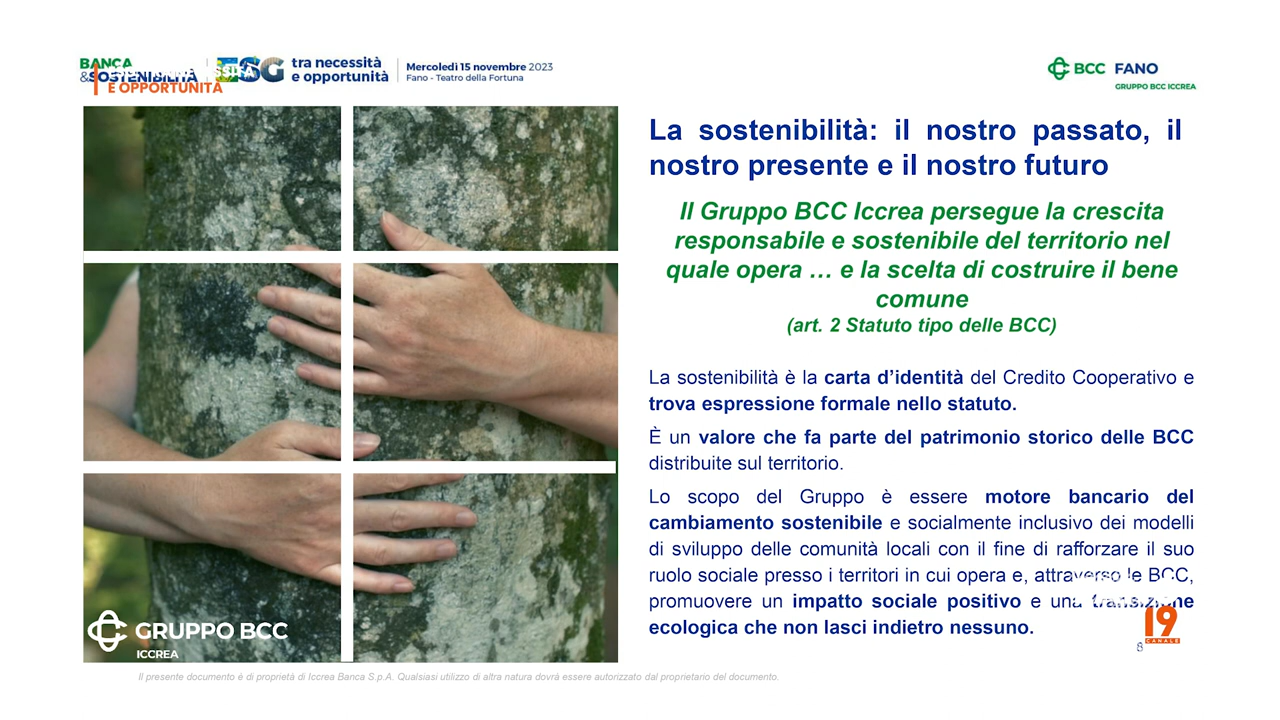 BANCA
&SOSTENIBILITÀ
E OPPORTUNITÀ
ESG
tra necessità
e opportunità
Mercoledì 15 novembre 2023
Fano - Teatro della Fortuna
BCC FANO
GRUPPO BCC ICCREA
La sostenibilità: il nostro passato, il
nostro presente e il nostro futuro
Il Gruppo BCC Iccrea persegue la crescita
responsabile e sostenibile del territorio nel
quale opera … e la scelta di costruire il bene
comune
(art. 2 Statuto tipo delle BCC)
La sostenibilità è la carta d’identità del Credito Cooperativo e
trova espressione formale nello statuto.
È un valore che fa parte del patrimonio storico delle BCC
distribuite sul territorio.
Lo scopo del Gruppo è essere motore bancario del
cambiamento sostenibile e socialmente inclusivo dei modelli
di sviluppo delle comunità locali con il fine di rafforzare il suo
ruolo sociale presso i territori in cui opera e, attraverso le BCC,
promuovere un impatto sociale positivo e una transizione
ecologica che non lasci indietro nessuno.
GRUPPO BCC
ICCREA
19
CANALE
8
Il presente documento è di proprietà di Iccrea Banca S.p.A. Qualsiasi utilizzo di altra natura dovrà essere autorizzato dal proprietario del documento.